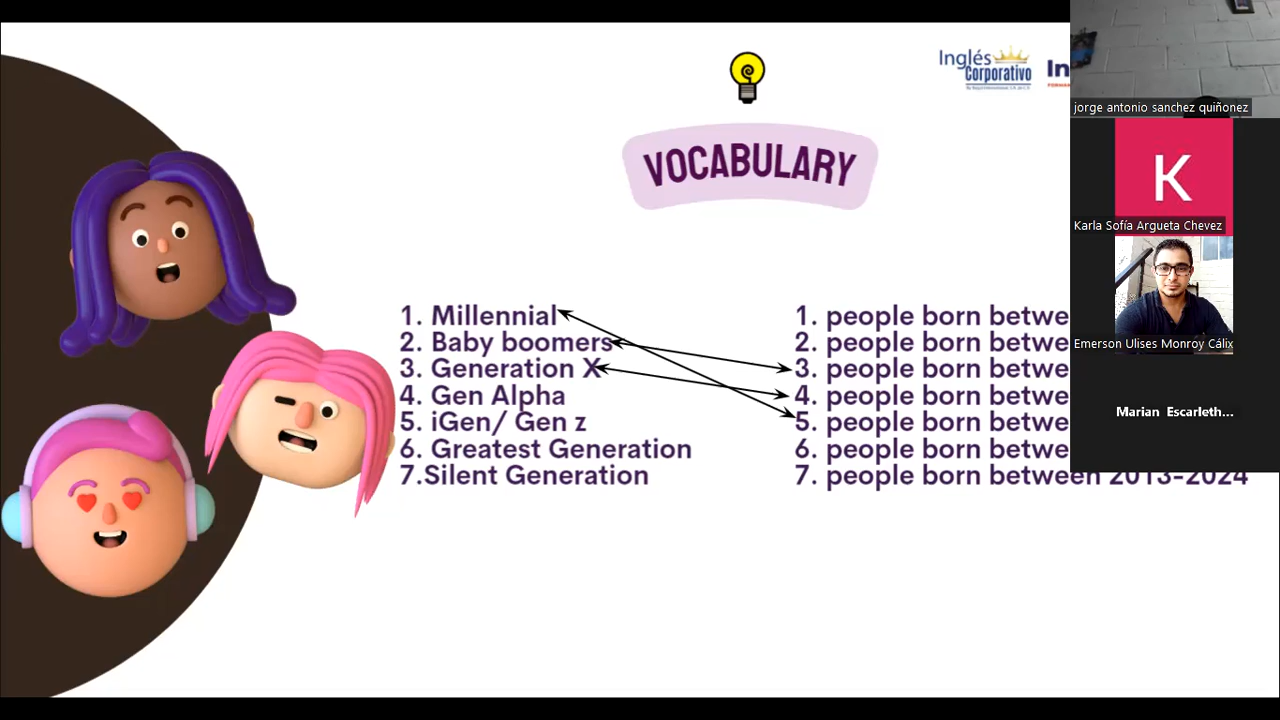 Inglés
Corporativo
In
jorge antonio sanchez quiñonez
VOCABULARY
K
Karla Sofía Argueta Chevez
1. Millennial
2. Baby boomers
3. Generation X
4. Gen Alpha
5. iGen/ Gen z
6. Greatest Generation
7.Silent Generation
1. people born betwe
2. people born betwe
3. people born betwe
4. people born betwe
5. people born betwe
6. people born betwe
7. people born between 2013-2024
Emerson Ulises Monroy Cálix
Marian Escarleth...